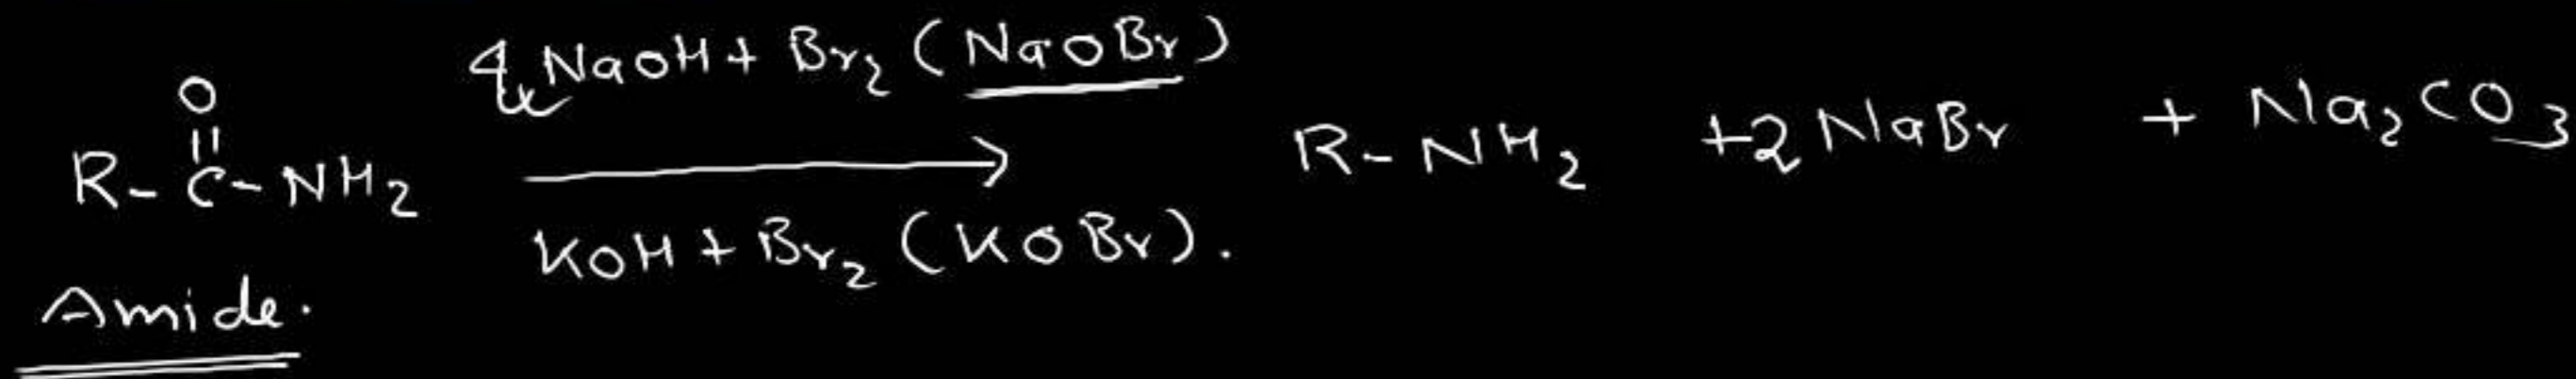 4 NaOH + Br2 (NaOBr)
O
||
R - C - NH2 ⟶ R - NH2 + 2 NaBr + Na2CO3
KOH + Br2 (KOBr).
Amide.